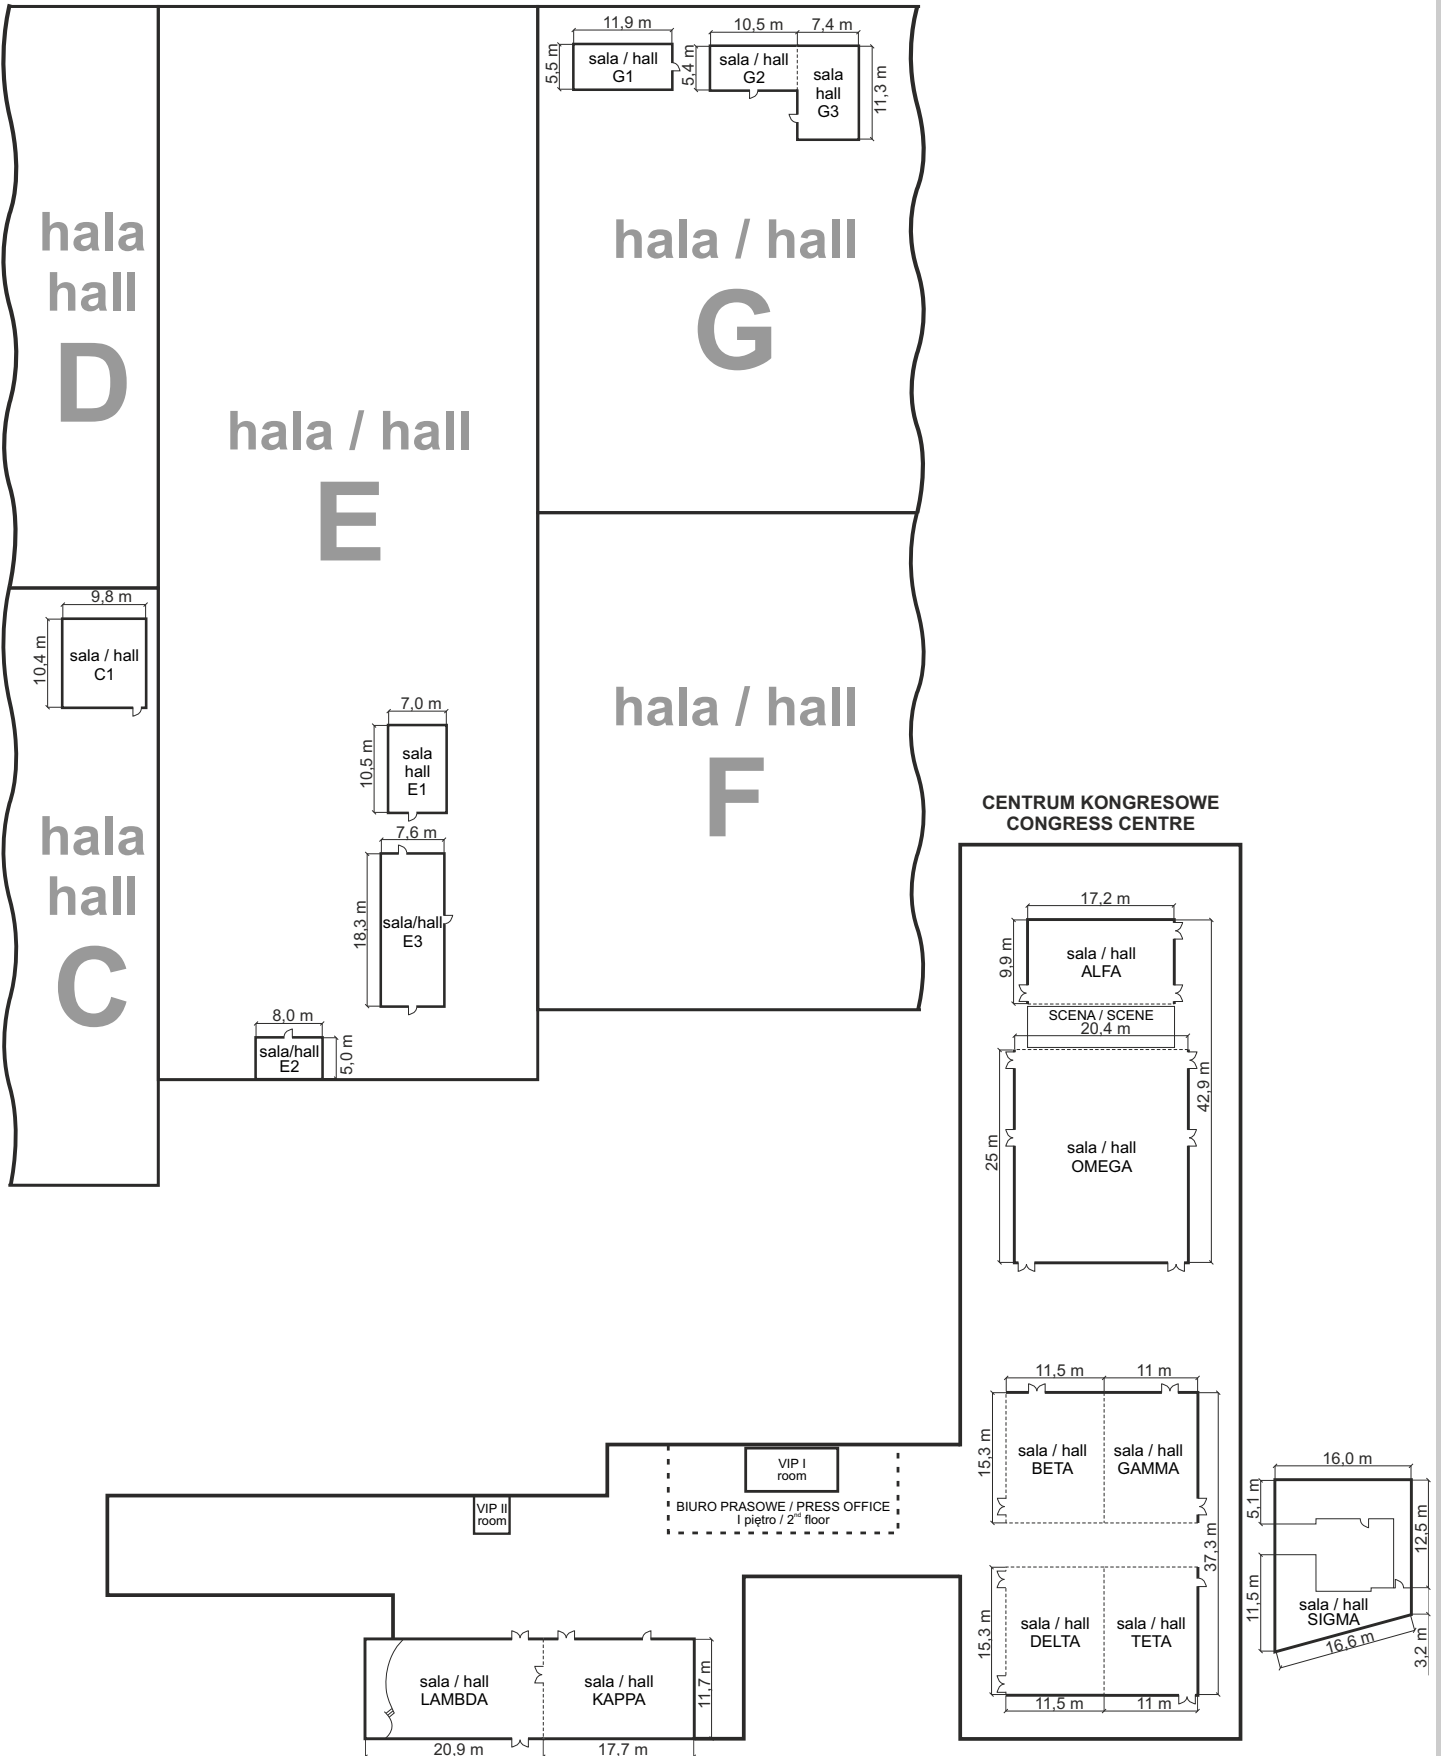 11,9 m
5,5 m
sala / hall
G1
10,5 m
7,4 m
5,4 m
sala / hall
G2
sala
hall
G3
11,3 m
hala
hall
D
hala / hall
G
hala / hall
E
9,8 m
10,4 m
sala / hall
C1
hala
hall
C
7,0 m
10,5 m
sala
hall
E1
7,6 m
18,3 m
sala/hall
E3
8,0 m
sala/hall
E2
5,0 m
hala / hall
F
CENTRUM KONGRESOWE
CONGRESS CENTRE
17,2 m
9,9 m
sala / hall
ALFA
SCENA / SCENE
20,4 m
42,9 m
25 m
sala / hall
OMEGA
11,5 m
11 m
15,3 m
sala / hall
BETA
sala / hall
GAMMA
37,3 m
15,3 m
sala / hall
DELTA
sala / hall
TETA
11,5 m
11 m
16,0 m
5,1 m
12,5 m
11,5 m
sala / hall
SIGMA
16,6 m
3,2 m
VIP I
room
BIURO PRASOWE / PRESS OFFICE
I piętro / 2nd floor
VIP II
room
sala / hall
LAMBDA
sala / hall
KAPPA
11,7 m
20,9 m
17,7 m